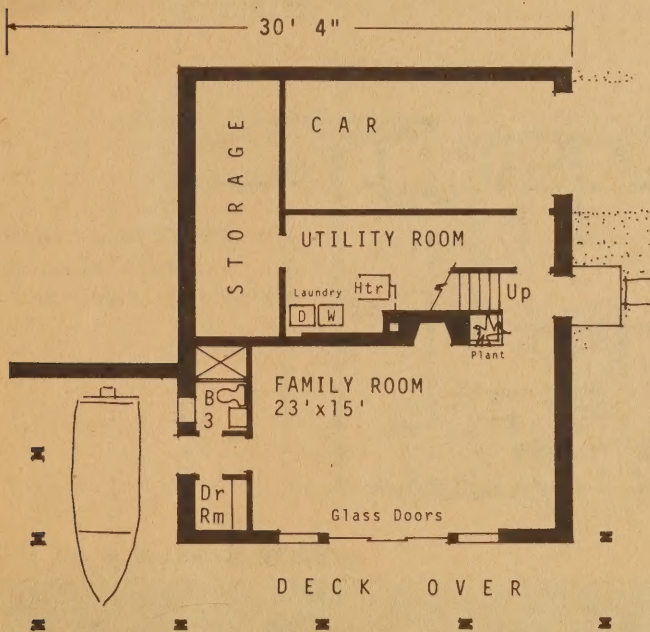 30' 4"
CAR
STORAGE
UTILITY ROOM
Laundry
Htr
Up
D W
Plant
FAMILY ROOM
23'x15'
B
3
Dr
Rm
Glass Doors
DECK OVER